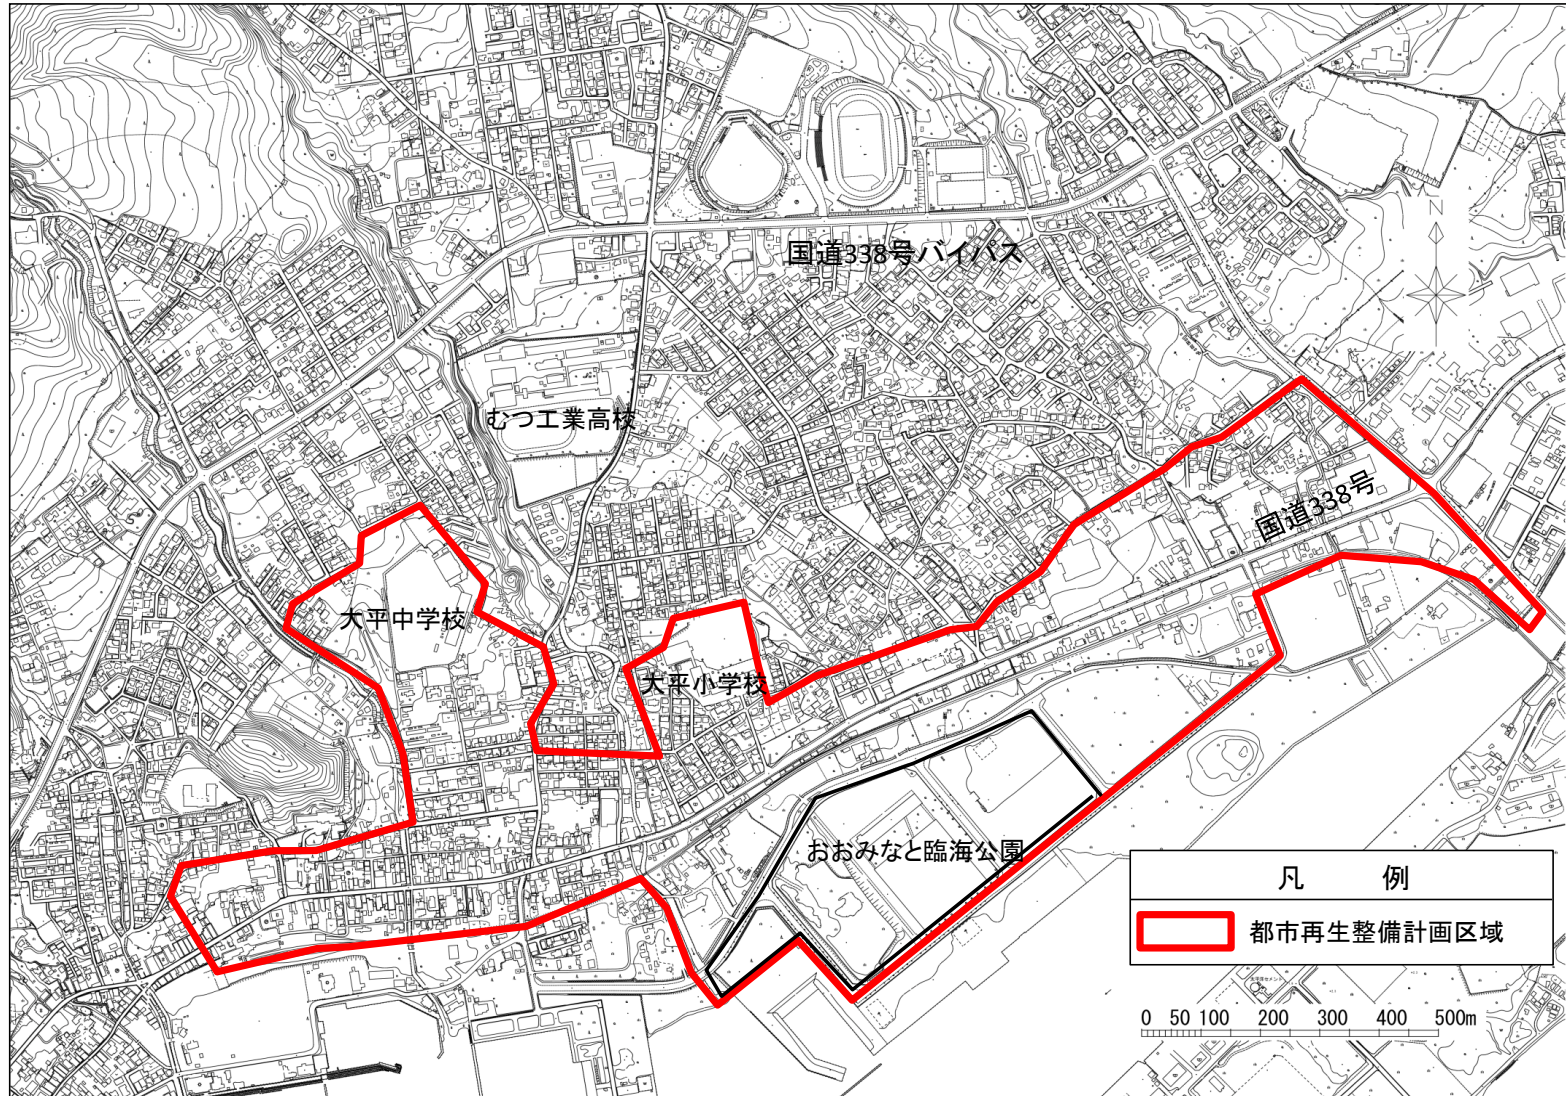 N
国道338号バイパス
むつ工業高校
国道338号
大平中学校
大平小学校
おおみなと臨海公園
凡 例
都市再生整備計画区域
0 50 100 200 300 400 500m